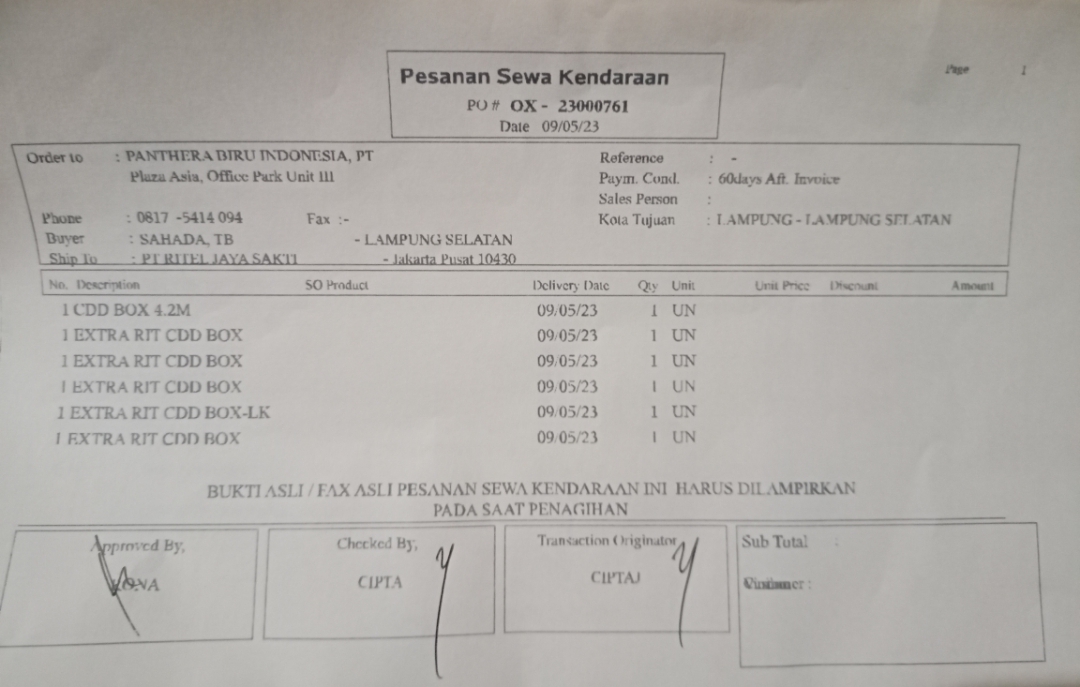 Page 1
Pesanan Sewa Kendaraan
PO # OX - 23000761
Date 09/05/23
Order to : PANTHERA BIRU INDONESIA, PT
Plaza Asia, Office Park Unit III
Phone : 0817 -5414 094 Fax :-
Buyer : SAHADA, TB - LAMPUNG SELATAN
Ship To : PT RITEL JAYA SAKTI - Jakarta Pusat 10430
Reference : -
Paym. Cond. : 60days Aft. Invoice
Sales Person :
Kota Tujuan : LAMPUNG - LAMPUNG SELATAN
No. Description SO Product Delivery Date Qty Unit Unit Price Discount Amount
1 CDD BOX 4.2M 09/05/23 1 UN
1 EXTRA RIT CDD BOX 09/05/23 1 UN
1 EXTRA RIT CDD BOX 09/05/23 1 UN
1 EXTRA RIT CDD BOX 09/05/23 1 UN
1 EXTRA RIT CDD BOX-LK 09/05/23 1 UN
1 EXTRA RIT CDD BOX 09/05/23 1 UN
BUKTI ASLI / FAX ASLI PESANAN SEWA KENDARAAN INI HARUS DILAMPIRKAN
PADA SAAT PENAGIHAN
Approved By,
Checked By,
CIPTA
Transaction Originator
CIPTAJ
Sub Total :